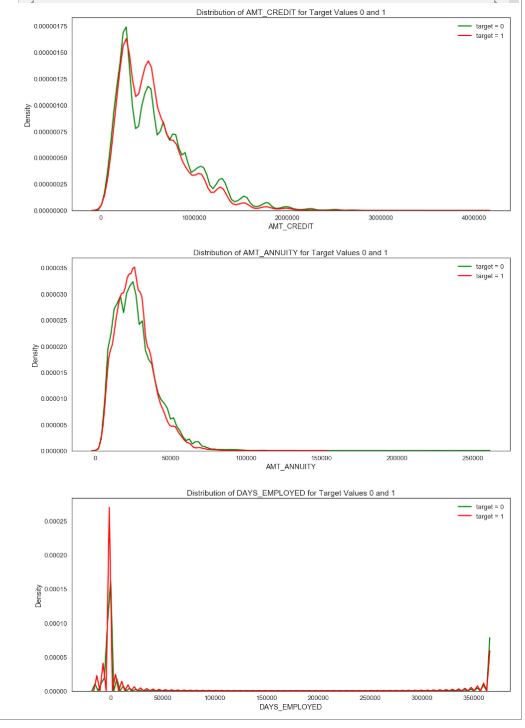 Distribution of AMT_CREDIT for Target Values 0 and 1
0.00000175
0.00000150
0.00000125
0.00000100
0.00000075
0.00000050
0.00000025
0.00000000
Density
target = 0
target = 1
0 1000000 2000000 3000000 4000000
AMT_CREDIT
Distribution of AMT_ANNUITY for Target Values 0 and 1
0.000035
0.000030
0.000025
0.000020
0.000015
0.000010
0.000005
0.000000
Density
target = 0
target = 1
0 50000 100000 150000 200000 250000
AMT_ANNUITY
Distribution of DAYS_EMPLOYED for Target Values 0 and 1
0.00025
0.00020
0.00015
0.00010
0.00005
0.00000
Density
target = 0
target = 1
0 50000 100000 150000 200000 250000 300000 350000
DAYS_EMPLOYED